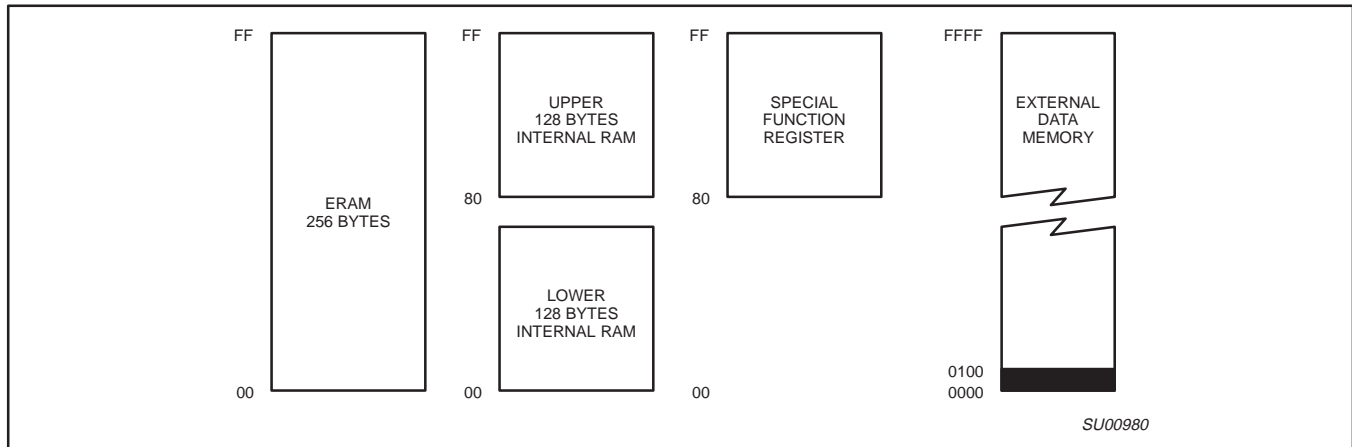 FF
ERAM
256 BYTES
00
FF
UPPER
128 BYTES
INTERNAL RAM
80
LOWER
128 BYTES
INTERNAL RAM
00
FF
SPECIAL
FUNCTION
REGISTER
80
00
FFFF
EXTERNAL
DATA
MEMORY
0100
0000
SU00980